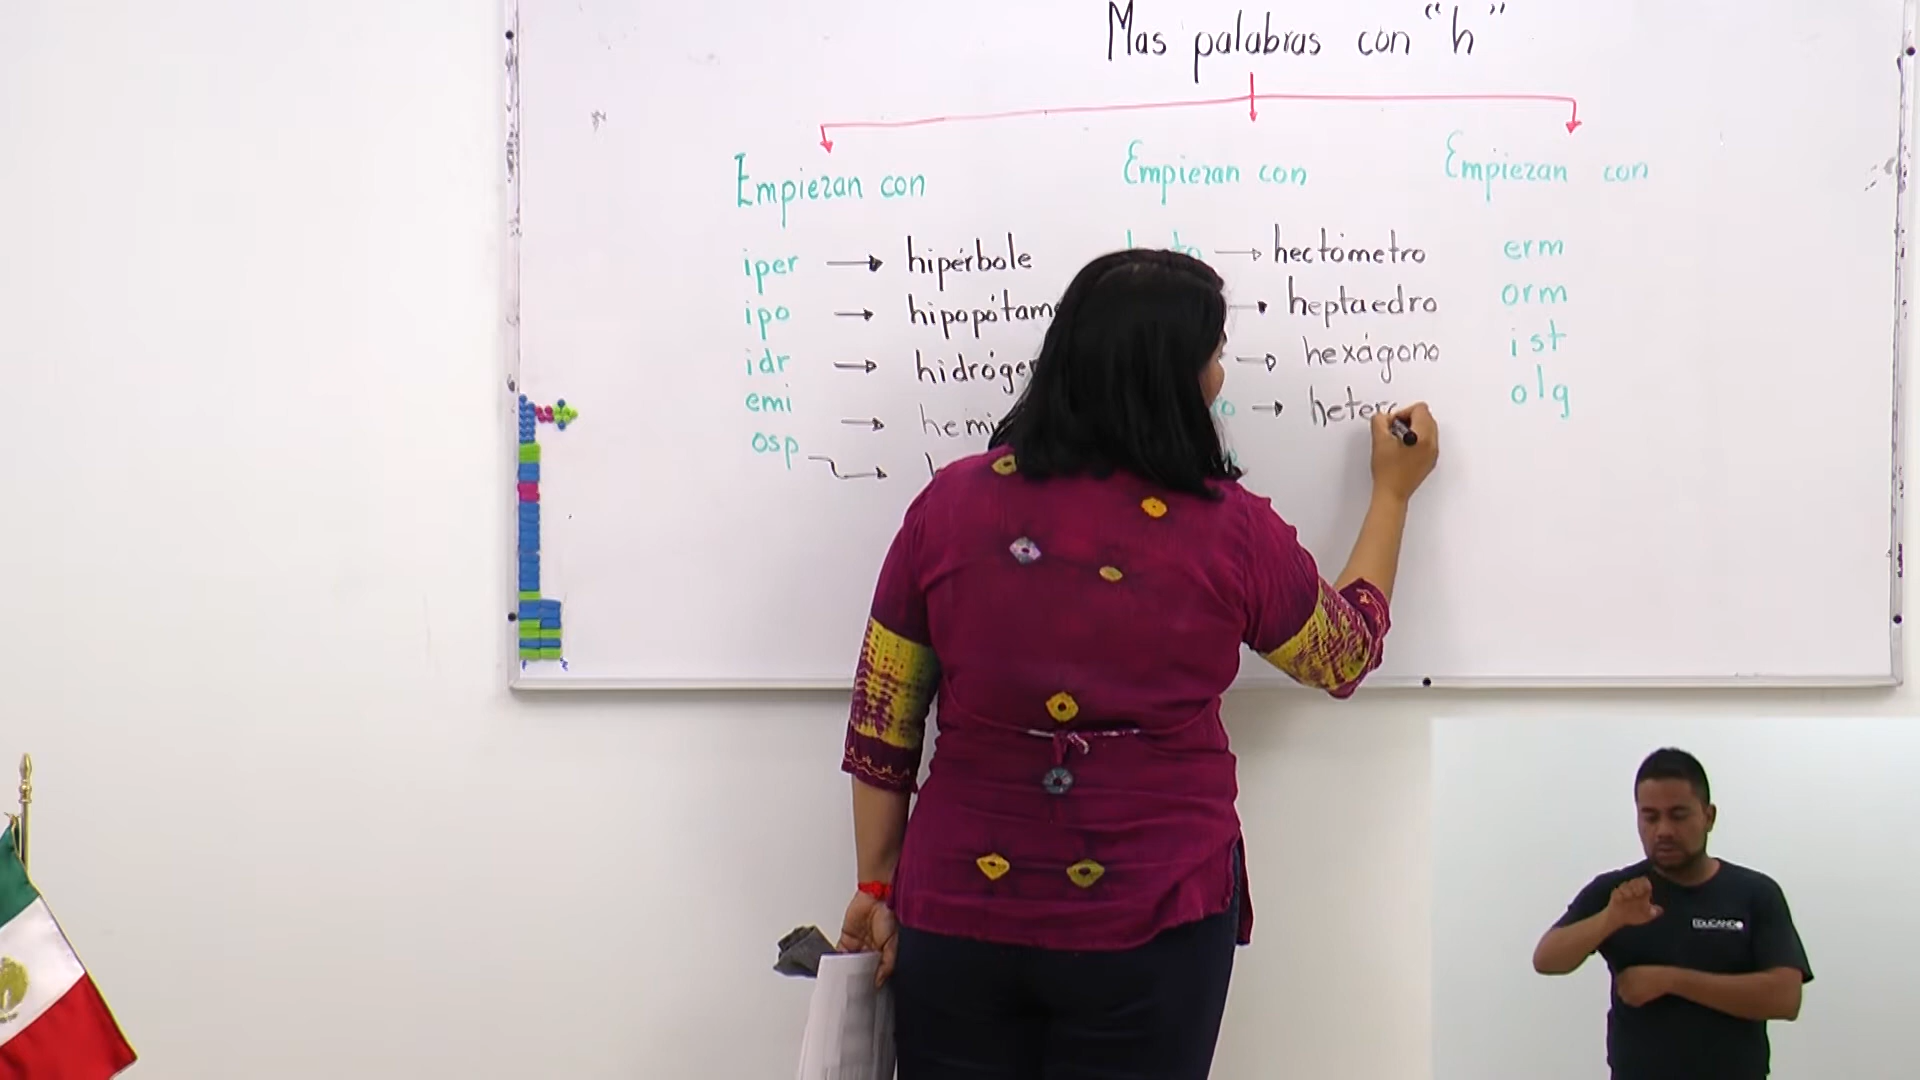 Mas palabras con "h"
Empiezan con
iper → hipérbole
ipo → hipopótam
idr → hidróge
emi → hemi
osp →
Empiezan con
→ hectómetro
→ heptaedro
→ hexágono
→ hetero
Empiezan con
erm
orm
ist
olg
EDUCANDO